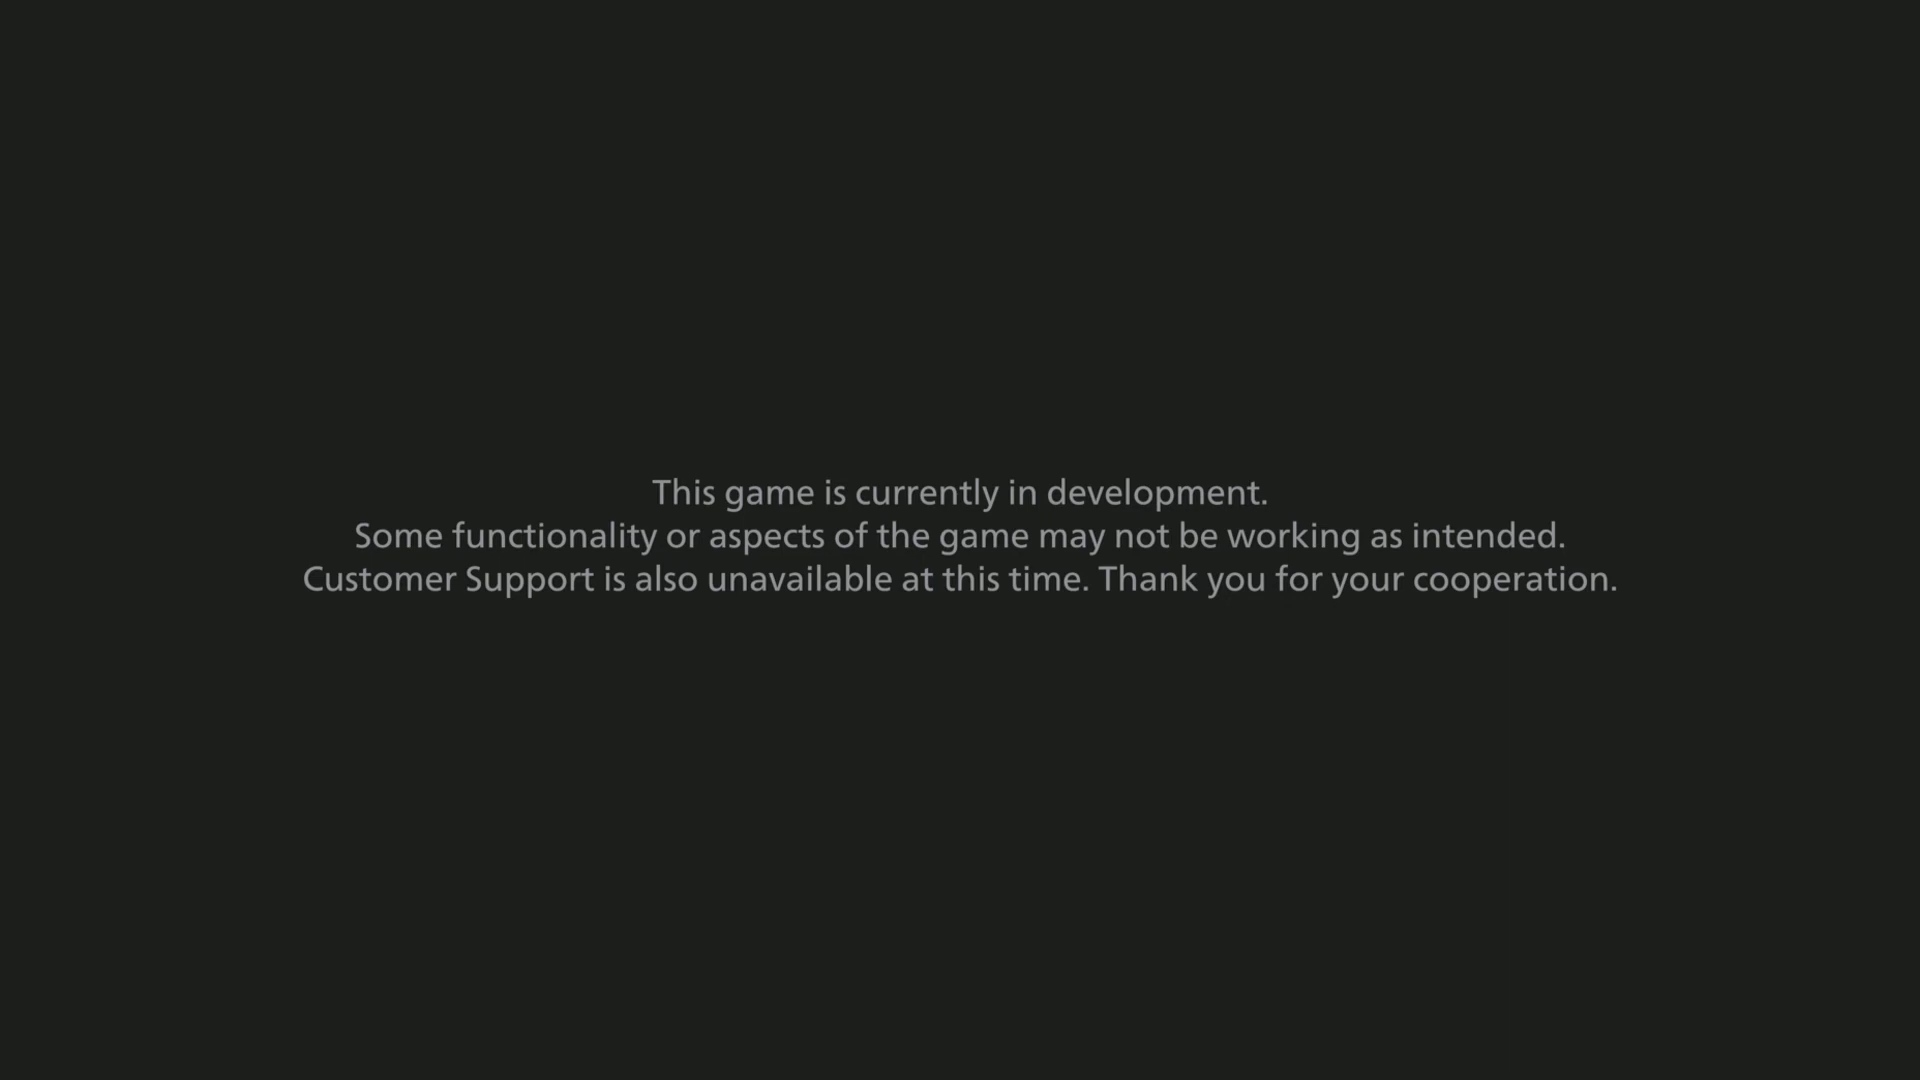 This game is currently in development.
Some functionality or aspects of the game may not be working as intended.
Customer Support is also unavailable at this time. Thank you for your cooperation.